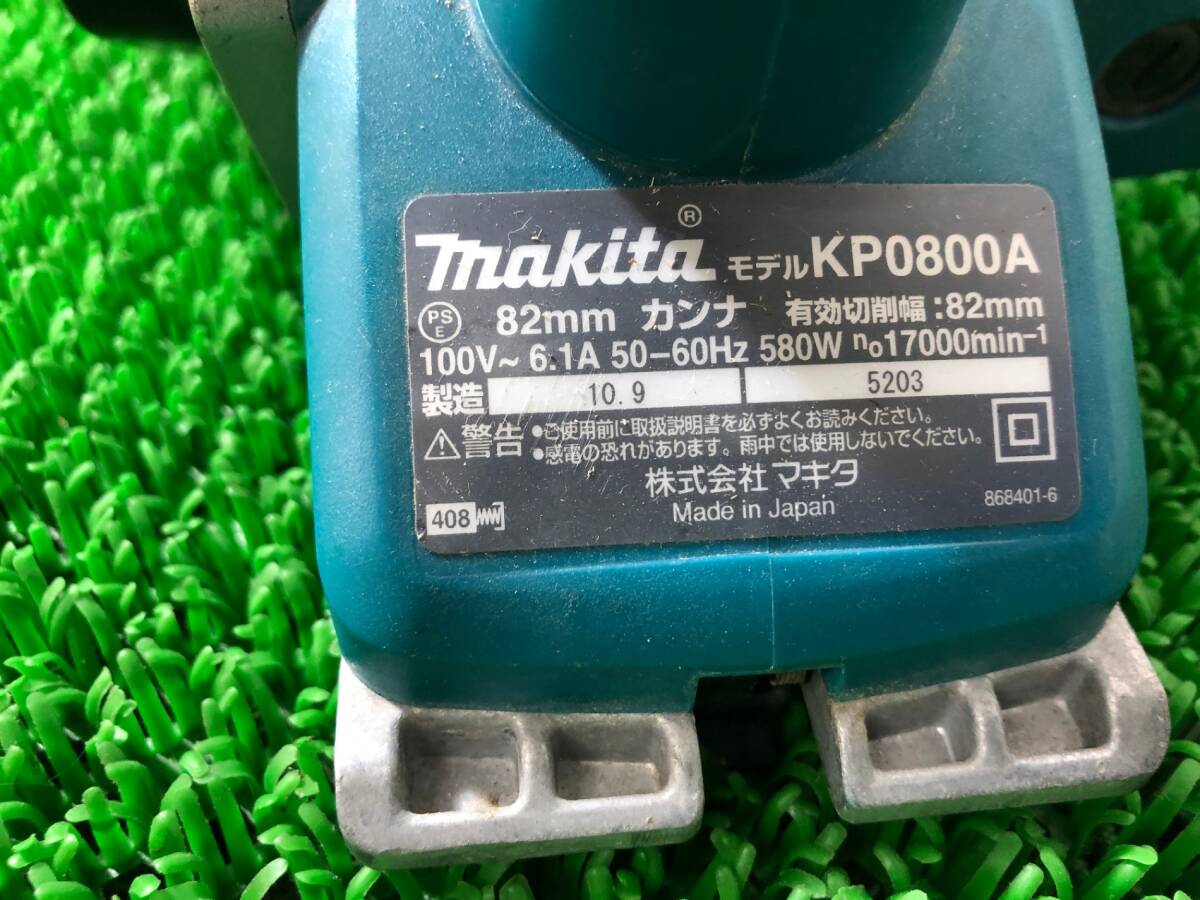 makita® モデルKP0800A
PSE 82mm カンナ 有効切削幅:82mm
100V~ 6.1A 50-60Hz 580W n₀17000min⁻¹
製造 10.9 5203
⚠警告 •ご使用前に取扱説明書を必ずよくお読みください。
•感電の恐れがあります。雨中では使用しないでください。
株式会社 マキタ
408 Made in Japan 868401-6